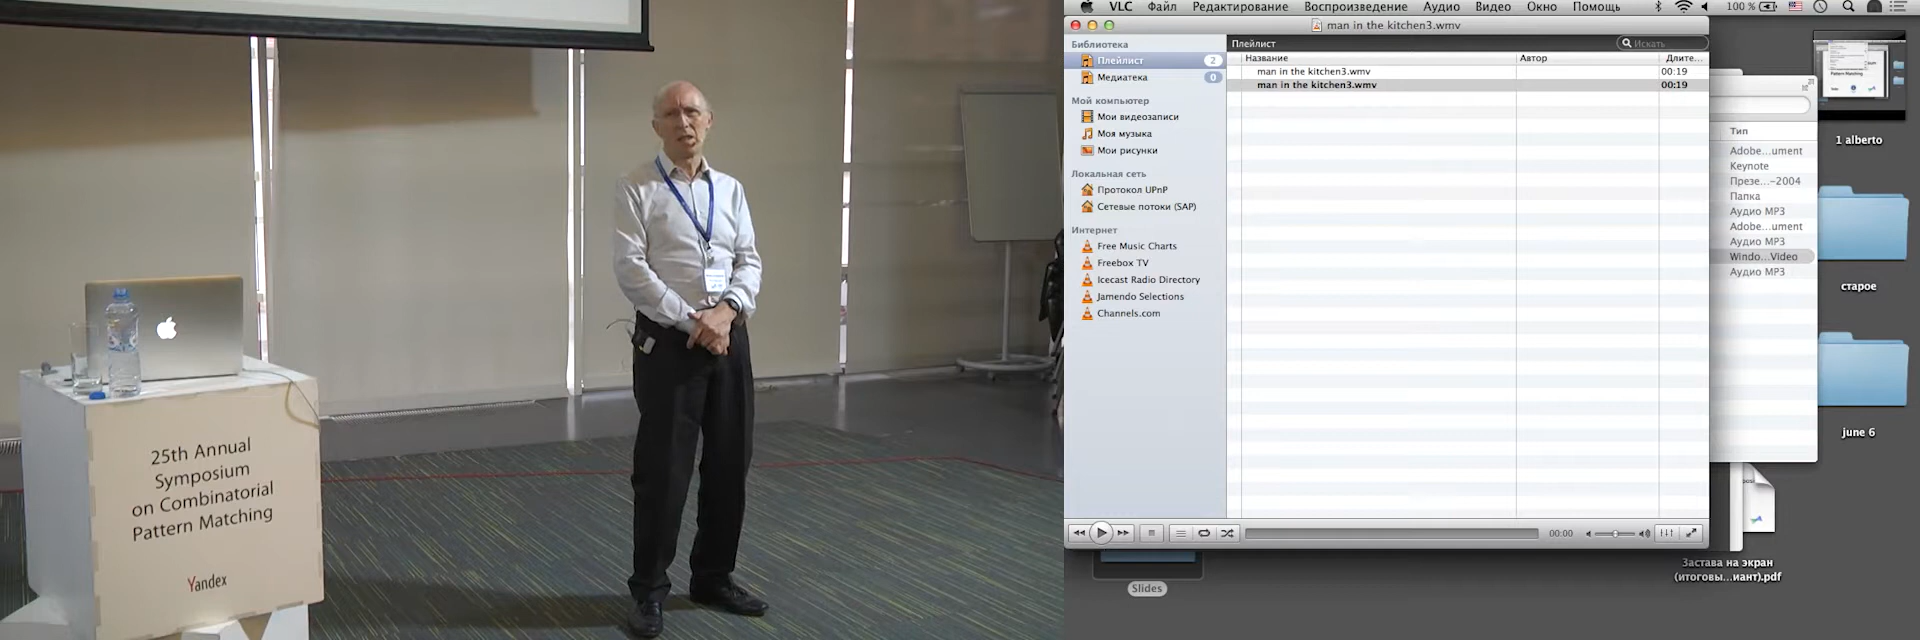 25th Annual
Symposium
on Combinatorial
Pattern Matching
Yandex
VLC Файл Редактирование Воспроизведение Аудио Видео Окно Помощь 100 %
man in the kitchen3.wmv
Библиотека
Плейлист 2
Медиатека 0
Мой компьютер
Мои видеозаписи
Моя музыка
Мои рисунки
Локальная сеть
Протокол UPnP
Сетевые потоки (SAP)
Интернет
Free Music Charts
Freebox TV
Icecast Radio Directory
Jamendo Selections
Channels.com
Плейлист Искать
Название Автор Длите...
man in the kitchen3.wmv 00:19
man in the kitchen3.wmv 00:19
00:00
Тип
Adobe...ument
Keynote
Презе...-2004
Папка
Аудио MP3
Adobe...ument
Аудио MP3
Windo...Video
Аудио MP3
Pattern Matching
1 alberto
старое
june 6
Застава на экран
(итоговы...иант).pdf
Slides